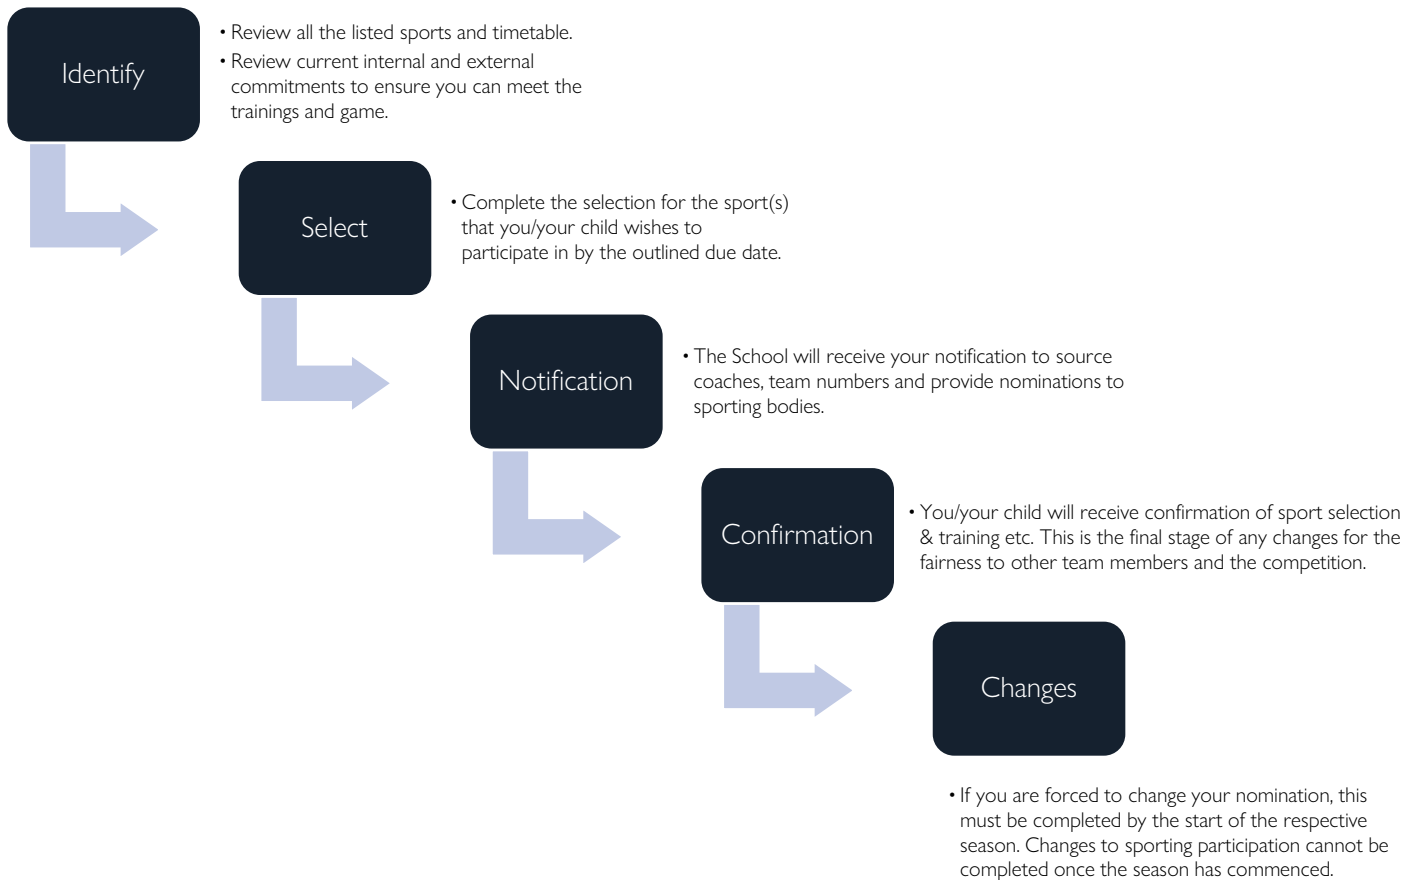 Identify
• Review all the listed sports and timetable.
• Review current internal and external
commitments to ensure you can meet the
trainings and game.
Select
• Complete the selection for the sport(s)
that you/your child wishes to
participate in by the outlined due date.
Notification
• The School will receive your notification to source
coaches, team numbers and provide nominations to
sporting bodies.
Confirmation
• You/your child will receive confirmation of sport selection
& training etc. This is the final stage of any changes for the
fairness to other team members and the competition.
Changes
• If you are forced to change your nomination, this
must be completed by the start of the respective
season. Changes to sporting participation cannot be
completed once the season has commenced.